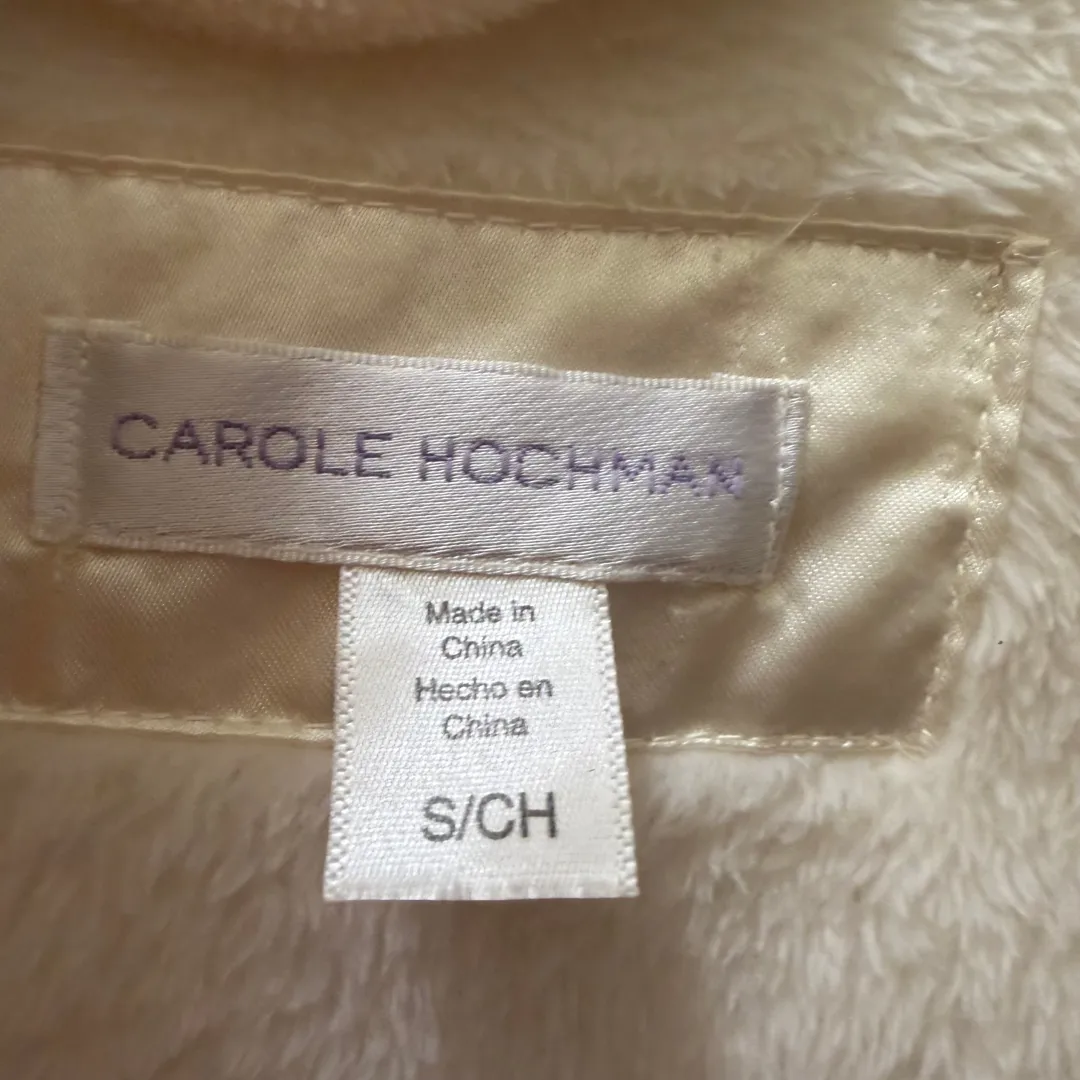 CAROLE HOCHMAN
Made in
China
Hecho en
China
S/CH